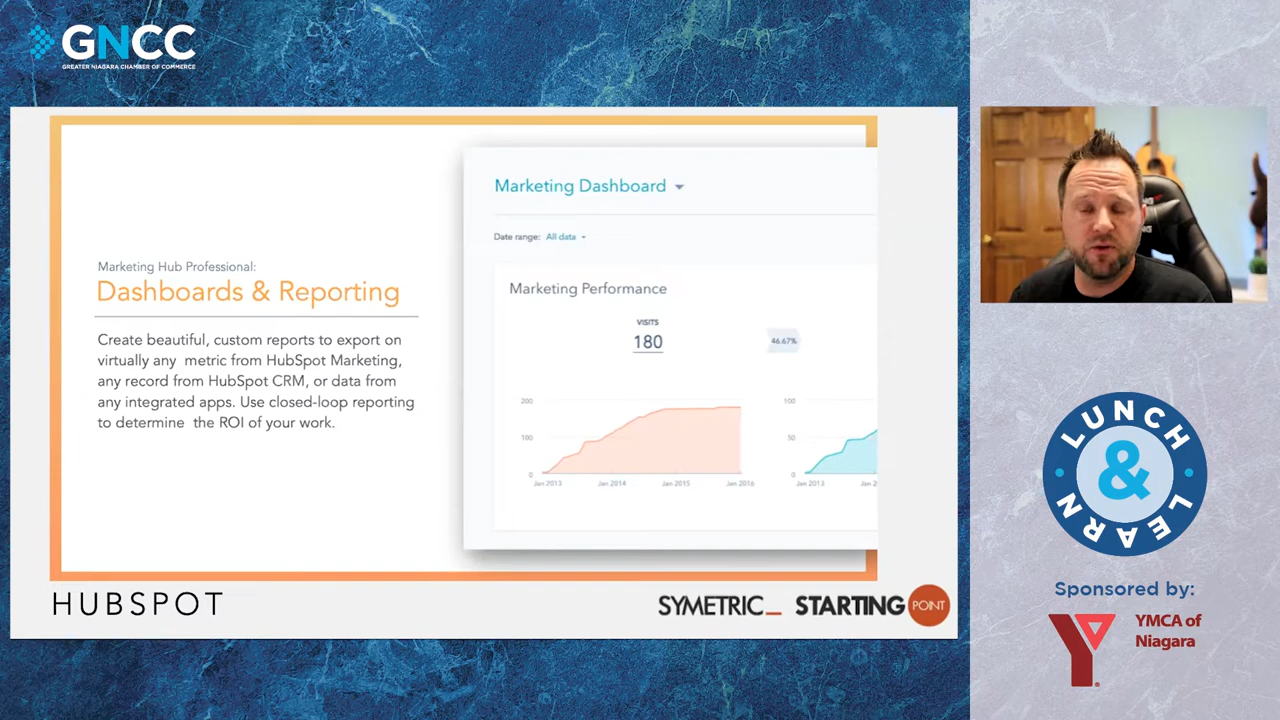 GNCC
GREATER NIAGARA CHAMBER OF COMMERCE
Marketing Hub Professional:
Dashboards & Reporting
Create beautiful, custom reports to export on
virtually any metric from HubSpot Marketing,
any record from HubSpot CRM, or data from
any integrated apps. Use closed-loop reporting
to determine the ROI of your work.
Marketing Dashboard
Date range: All data
Marketing Performance
VISITS
180
46.67%
200
100
0
Jan 2013 Jan 2014 Jan 2015 Jan 2016
100
50
0
Jan 2013
HUBSPOT
SYMETRIC_
STARTING POINT
LUNCH
&
LEARN
Sponsored by:
YMCA of
Niagara